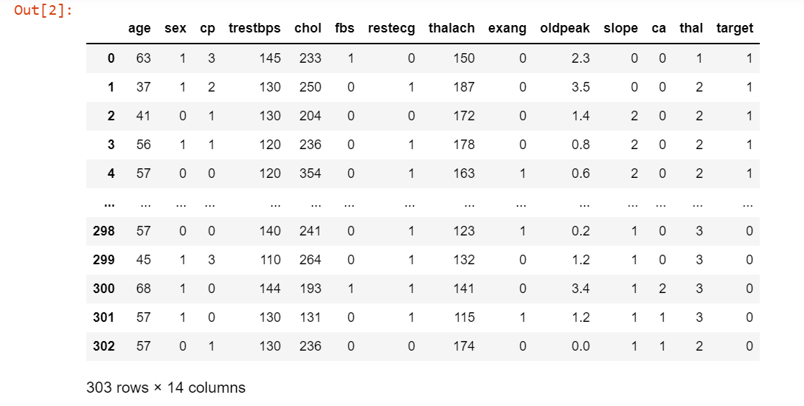 Out[2]:
age sex cp trestbps chol fbs restecg thalach exang oldpeak slope ca thal target
0 63 1 3 145 233 1 0 150 0 2.3 0 0 1 1
1 37 1 2 130 250 0 1 187 0 3.5 0 0 2 1
2 41 0 1 130 204 0 0 172 0 1.4 2 0 2 1
3 56 1 1 120 236 0 1 178 0 0.8 2 0 2 1
4 57 0 0 120 354 0 1 163 1 0.6 2 0 2 1
... ... ... ... ... ... ... ... ... ... ... ... ... ... ...
298 57 0 0 140 241 0 1 123 1 0.2 1 0 3 0
299 45 1 3 110 264 0 1 132 0 1.2 1 0 3 0
300 68 1 0 144 193 1 1 141 0 3.4 1 2 3 0
301 57 1 0 130 131 0 1 115 1 1.2 1 1 3 0
302 57 0 1 130 236 0 0 174 0 0.0 1 1 2 0
303 rows × 14 columns